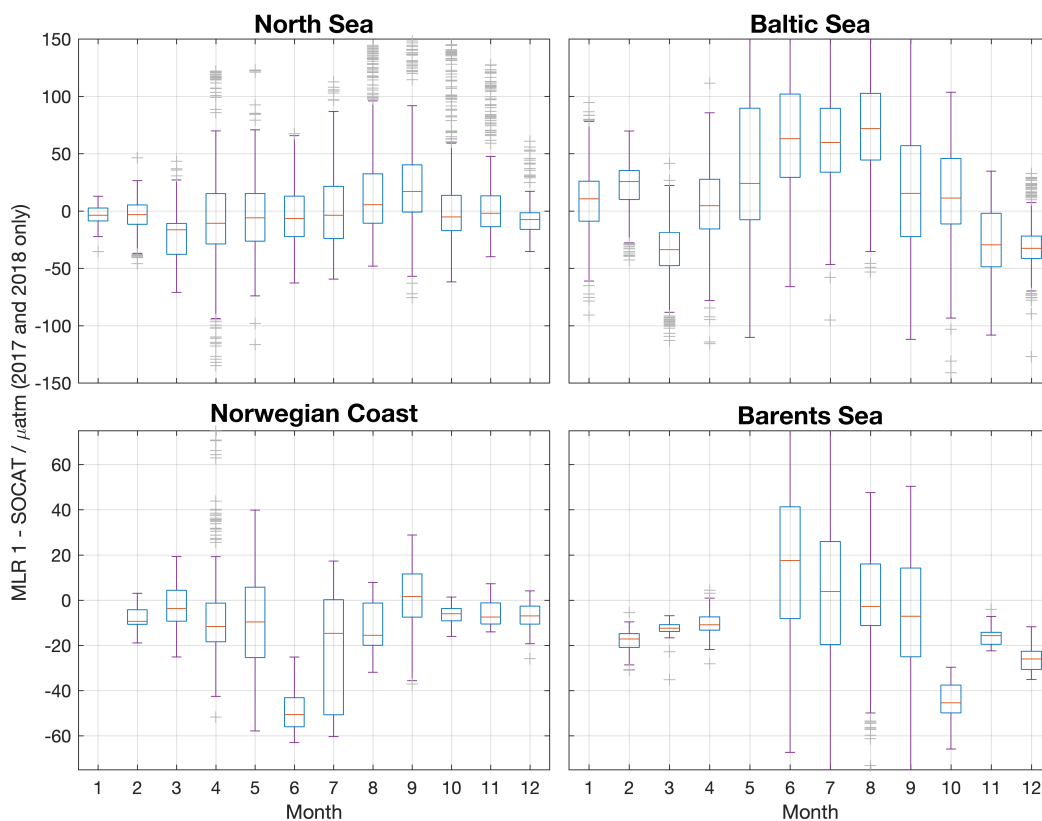 North Sea
Baltic Sea
MLR 1 - SOCAT / μatm (2017 and 2018 only)
150
100
50
0
-50
-100
-150
Norwegian Coast
Barents Sea
60
40
20
0
-20
-40
-60
1 2 3 4 5 6 7 8 9 10 11 12
1 2 3 4 5 6 7 8 9 10 11 12
Month
Month